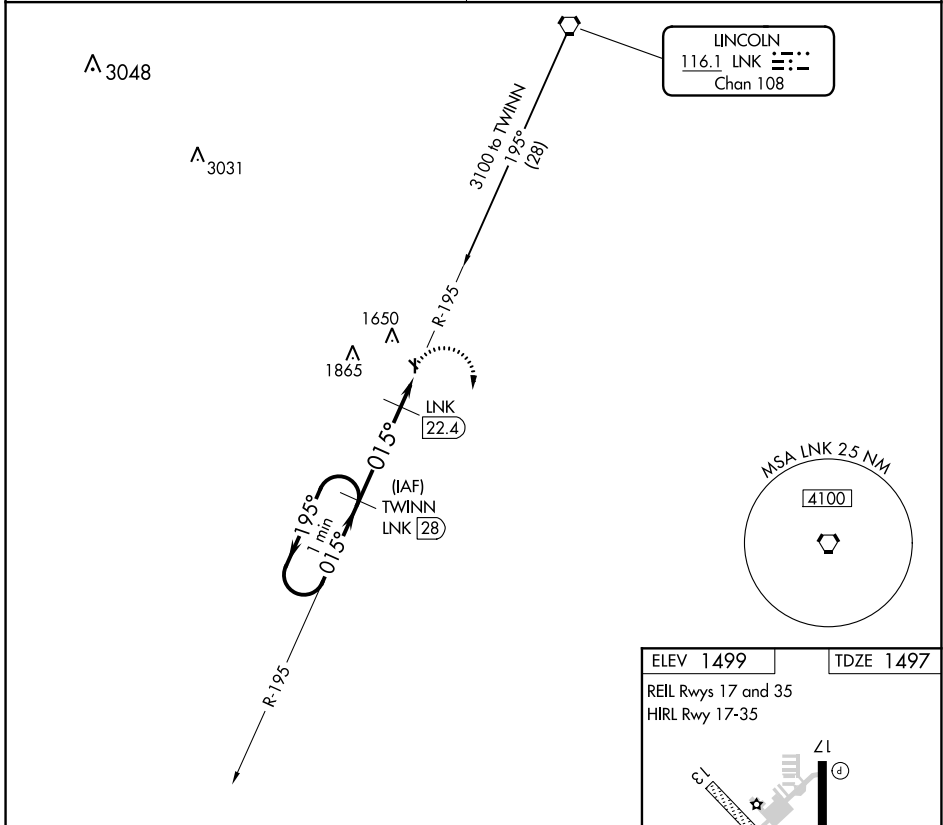 LINCOLN
116.1 LNK
Chan 108
3048
3031
3100 to TWINN
195°
(28)
R-195
1650
1865
LNK
22.4
015°
(IAF)
TWINN
LNK 28
195°
1 min
015°
R-195
MSA LNK 25 NM
4100
ELEV 1499
TDZE 1497
REIL Rwys 17 and 35
HIRL Rwy 17-35
17
P
13